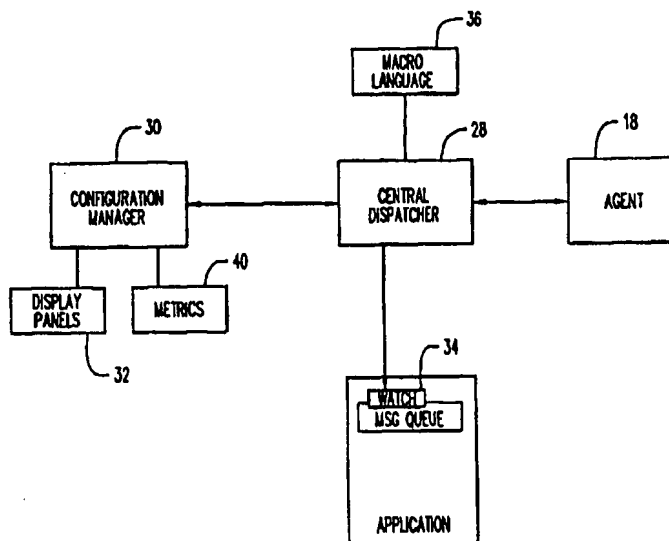 36
MACRO
LANGUAGE
30
28
18
CONFIGURATION
MANAGER
CENTRAL
DISPATCHER
AGENT
40
DISPLAY
PANELS
METRICS
32
34
WATCH
MSG QUEUE
APPLICATION